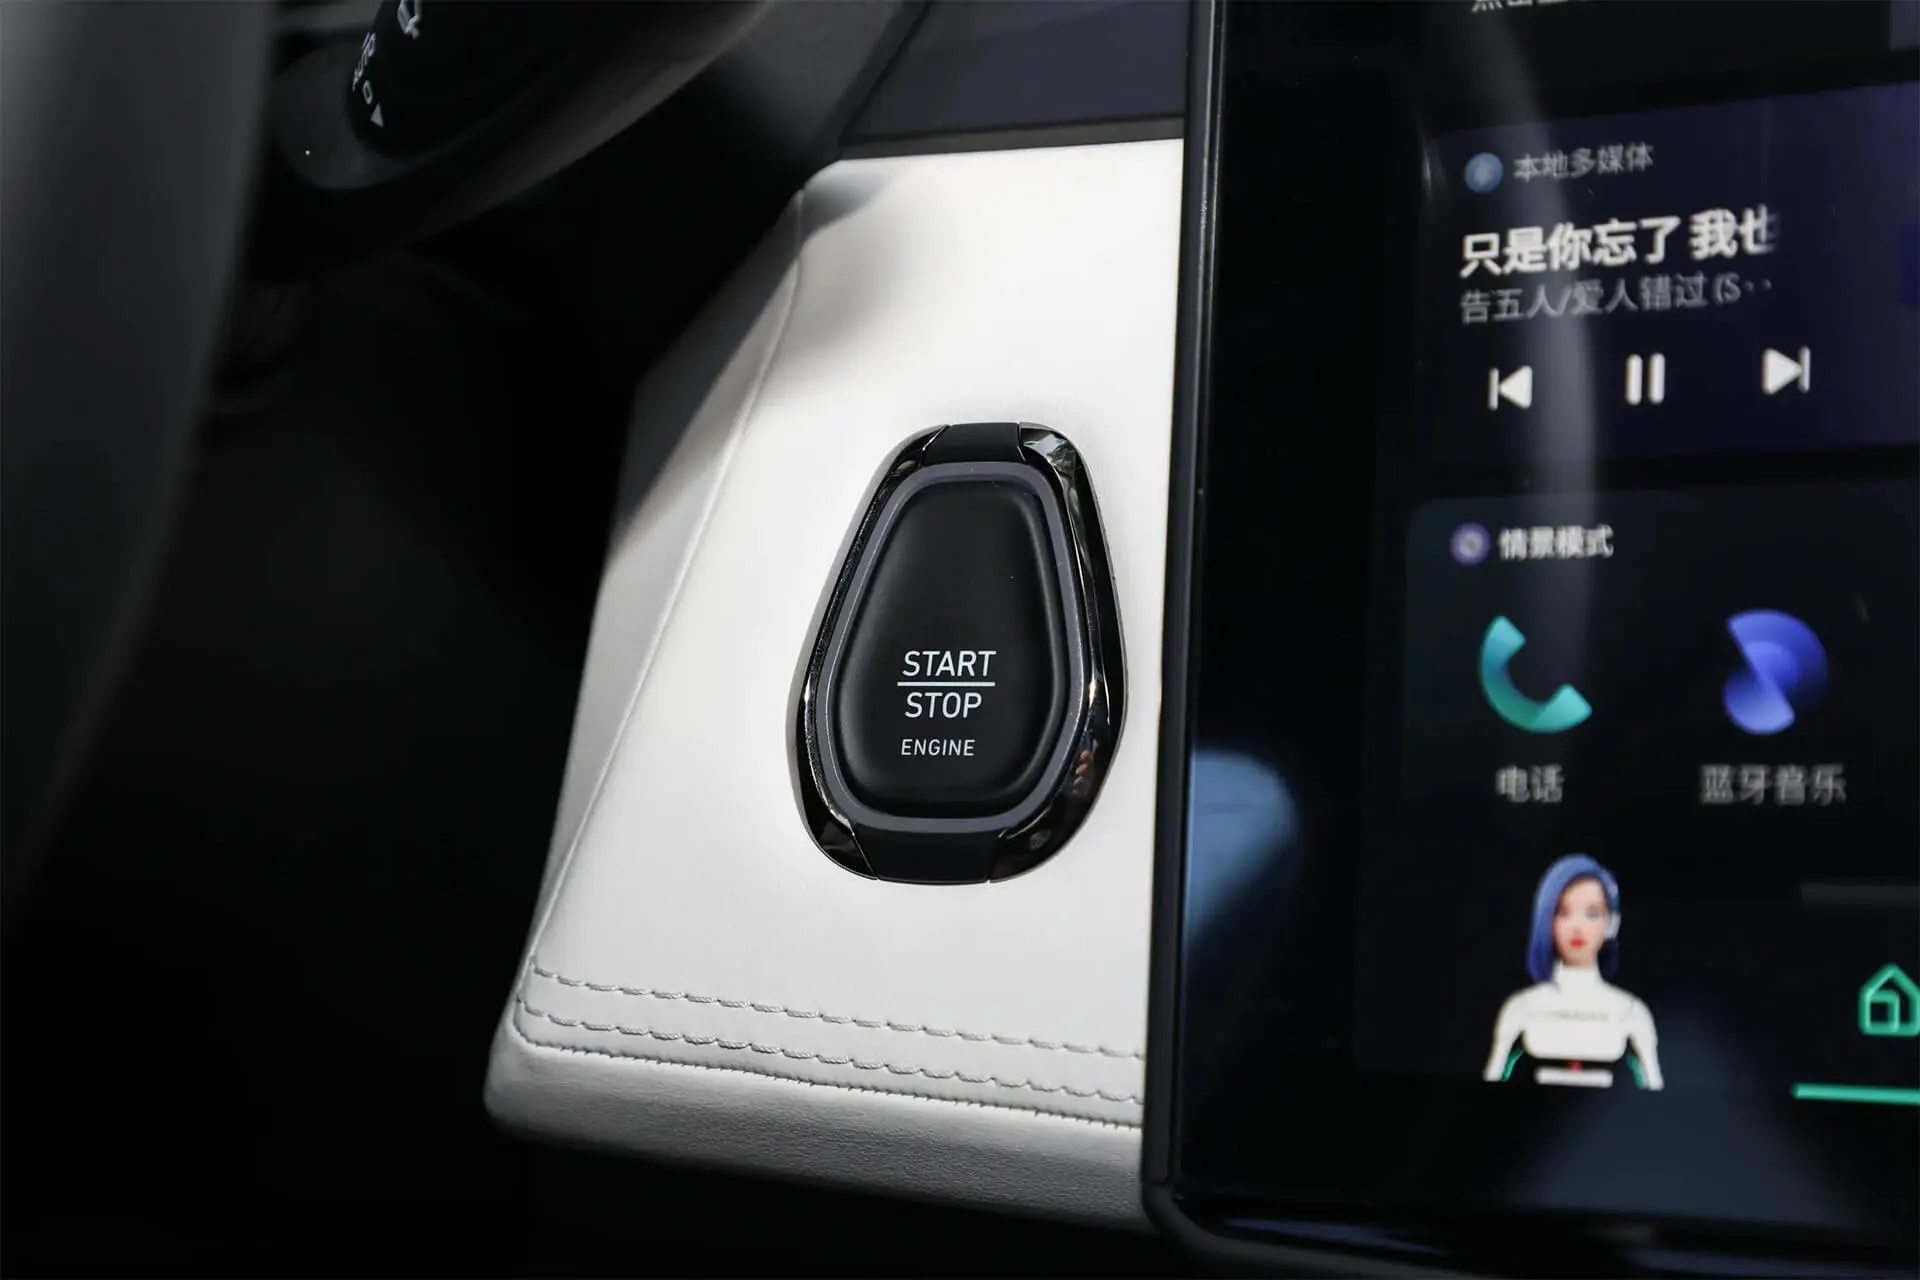 本地多媒体
只是你忘了 我也
告五人/爱人错过 (S··
START
STOP
ENGINE
情景模式
电话
蓝牙音乐